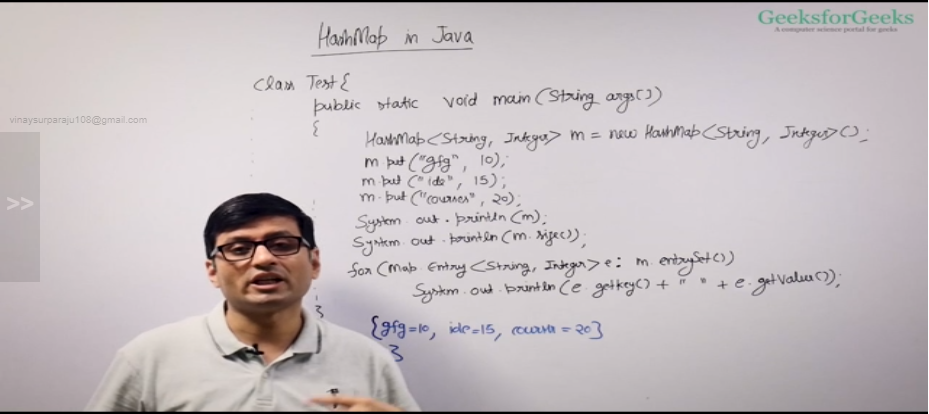 GeeksforGeeks
A computer science portal for geeks
HashMap in Java
class Test {
public static void main(String args[])
{
HashMap<String, Integer> m = new HashMap<String, Integer>();
m.put("gfg", 10);
m.put("ide", 15);
m.put("courses", 20);
System.out.println(m);
System.out.println(m.size());
for (Map.Entry<String, Integer> e: m.entrySet())
System.out.println(e.getKey() + " " + e.getValue());
}
{gfg=10, ide=15, courses=20}
3
vinaysurparaju108@gmail.com
>>